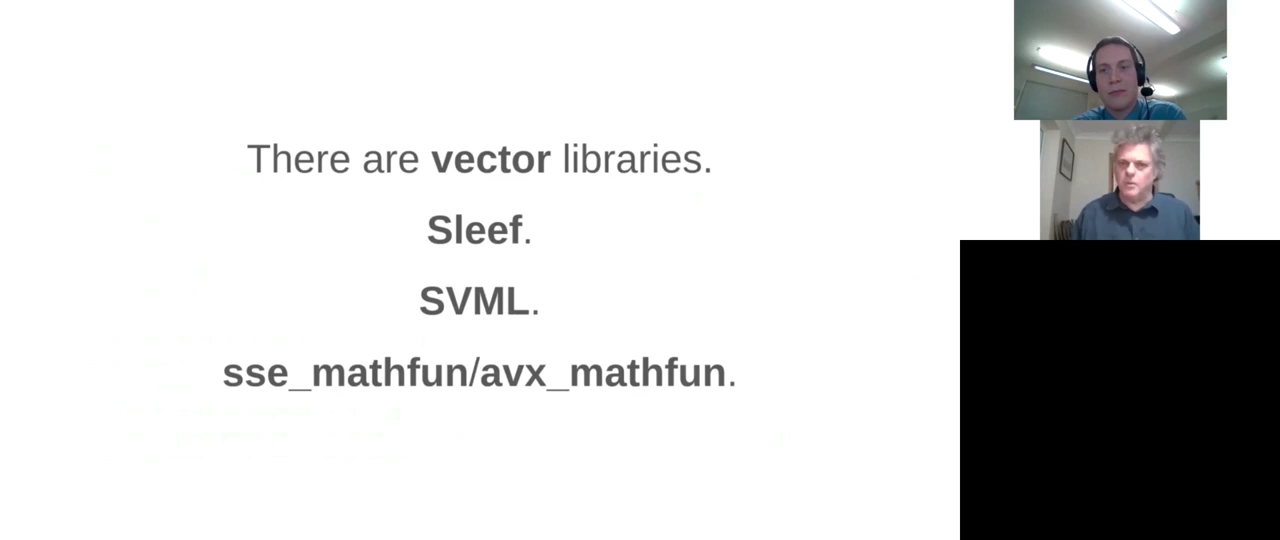 There are vector libraries.
Sleef.
SVML.
sse_mathfun/avx_mathfun.